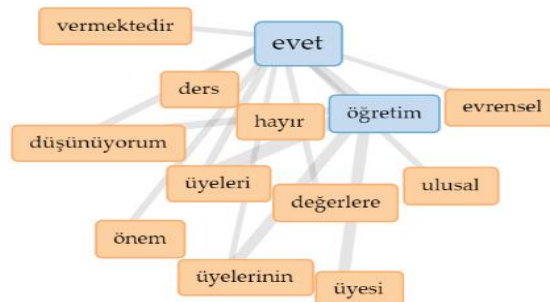 vermektedir
evet
ders
hayır
öğretim
evrensel
düşünüyorum
üyeleri
değerlere
ulusal
önem
üyelerinin
üyesi